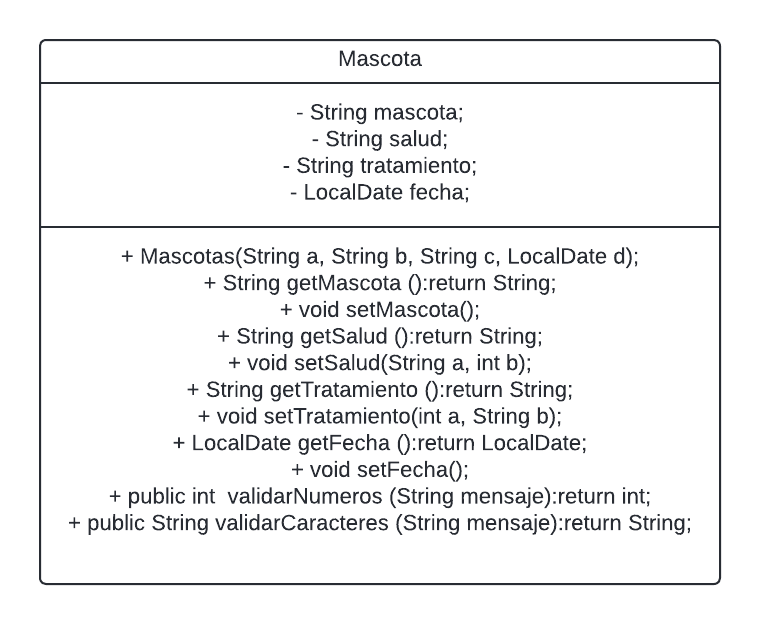 Mascota
- String mascota;
- String salud;
- String tratamiento;
- LocalDate fecha;
+ Mascotas(String a, String b, String c, LocalDate d);
+ String getMascota ():return String;
+ void setMascota();
+ String getSalud ():return String;
+ void setSalud(String a, int b);
+ String getTratamiento ():return String;
+ void setTratamiento(int a, String b);
+ LocalDate getFecha ():return LocalDate;
+ void setFecha();
+ public int  validarNumeros (String mensaje):return int;
+ public String validarCaracteres (String mensaje):return String;